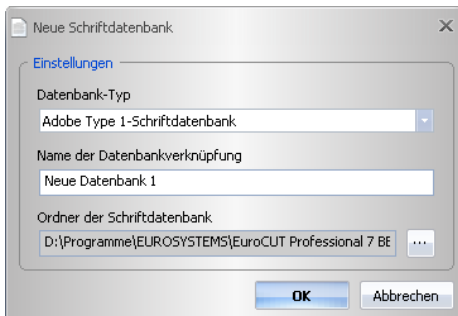 Neue Schriftdatenbank
Einstellungen
Datenbank-Typ
Adobe Type 1-Schriftdatenbank
Name der Datenbankverknüpfung
Neue Datenbank 1
Ordner der Schriftdatenbank
D:\Programme\EUROSYSTEMS\EuroCUT Professional 7 BE
...
OK Abbrechen